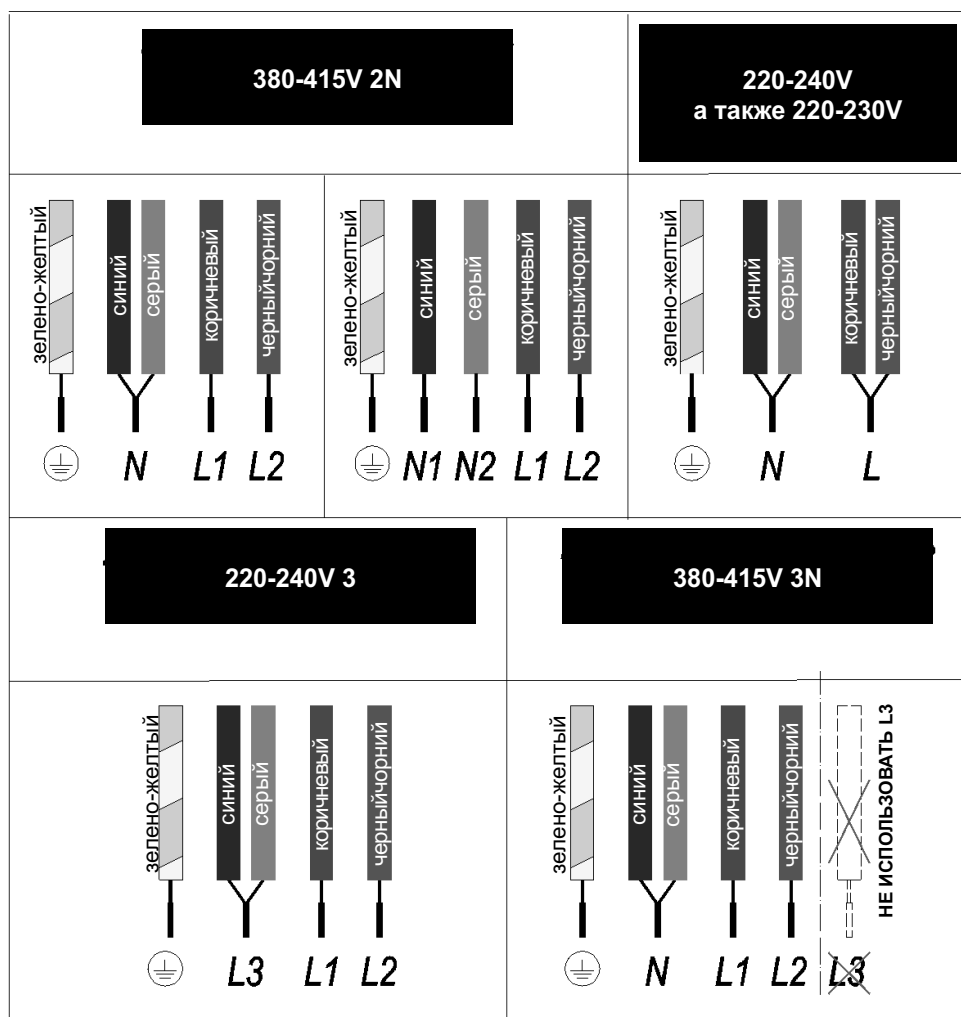 380-415V 2N
220-240V
а также 220-230V
зелено-желтый
синий
серый
коричневый
черныйчорний
N L1 L2
зелено-желтый
синий
серый
коричневый
черныйчорний
N1 N2 L1 L2
зелено-желтый
синий
серый
коричневый
черныйчорний
N L
220-240V 3
380-415V 3N
зелено-желтый
синий
серый
коричневый
черныйчорний
L3 L1 L2
зелено-желтый
синий
серый
коричневый
черныйчорний
НЕ ИСПОЛЬЗОВАТЬ L3
N L1 L2 L3